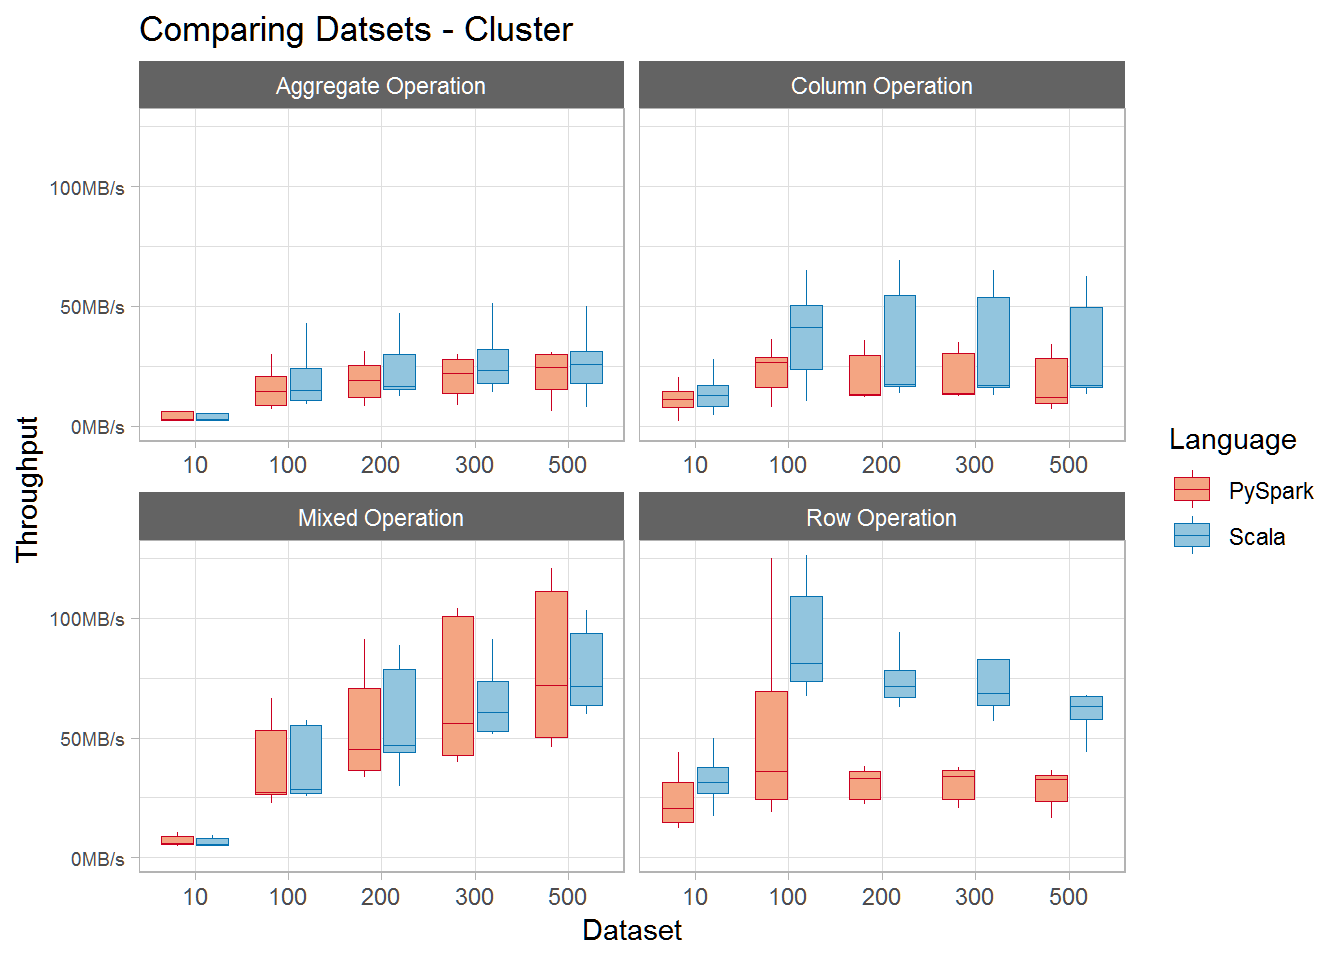 Comparing Datsets - Cluster
Aggregate Operation
Column Operation
100MB/s
50MB/s
0MB/s
10 100 200 300 500
10 100 200 300 500
Mixed Operation
Row Operation
100MB/s
50MB/s
0MB/s
10 100 200 300 500
10 100 200 300 500
Dataset
Throughput
Language
PySpark
Scala